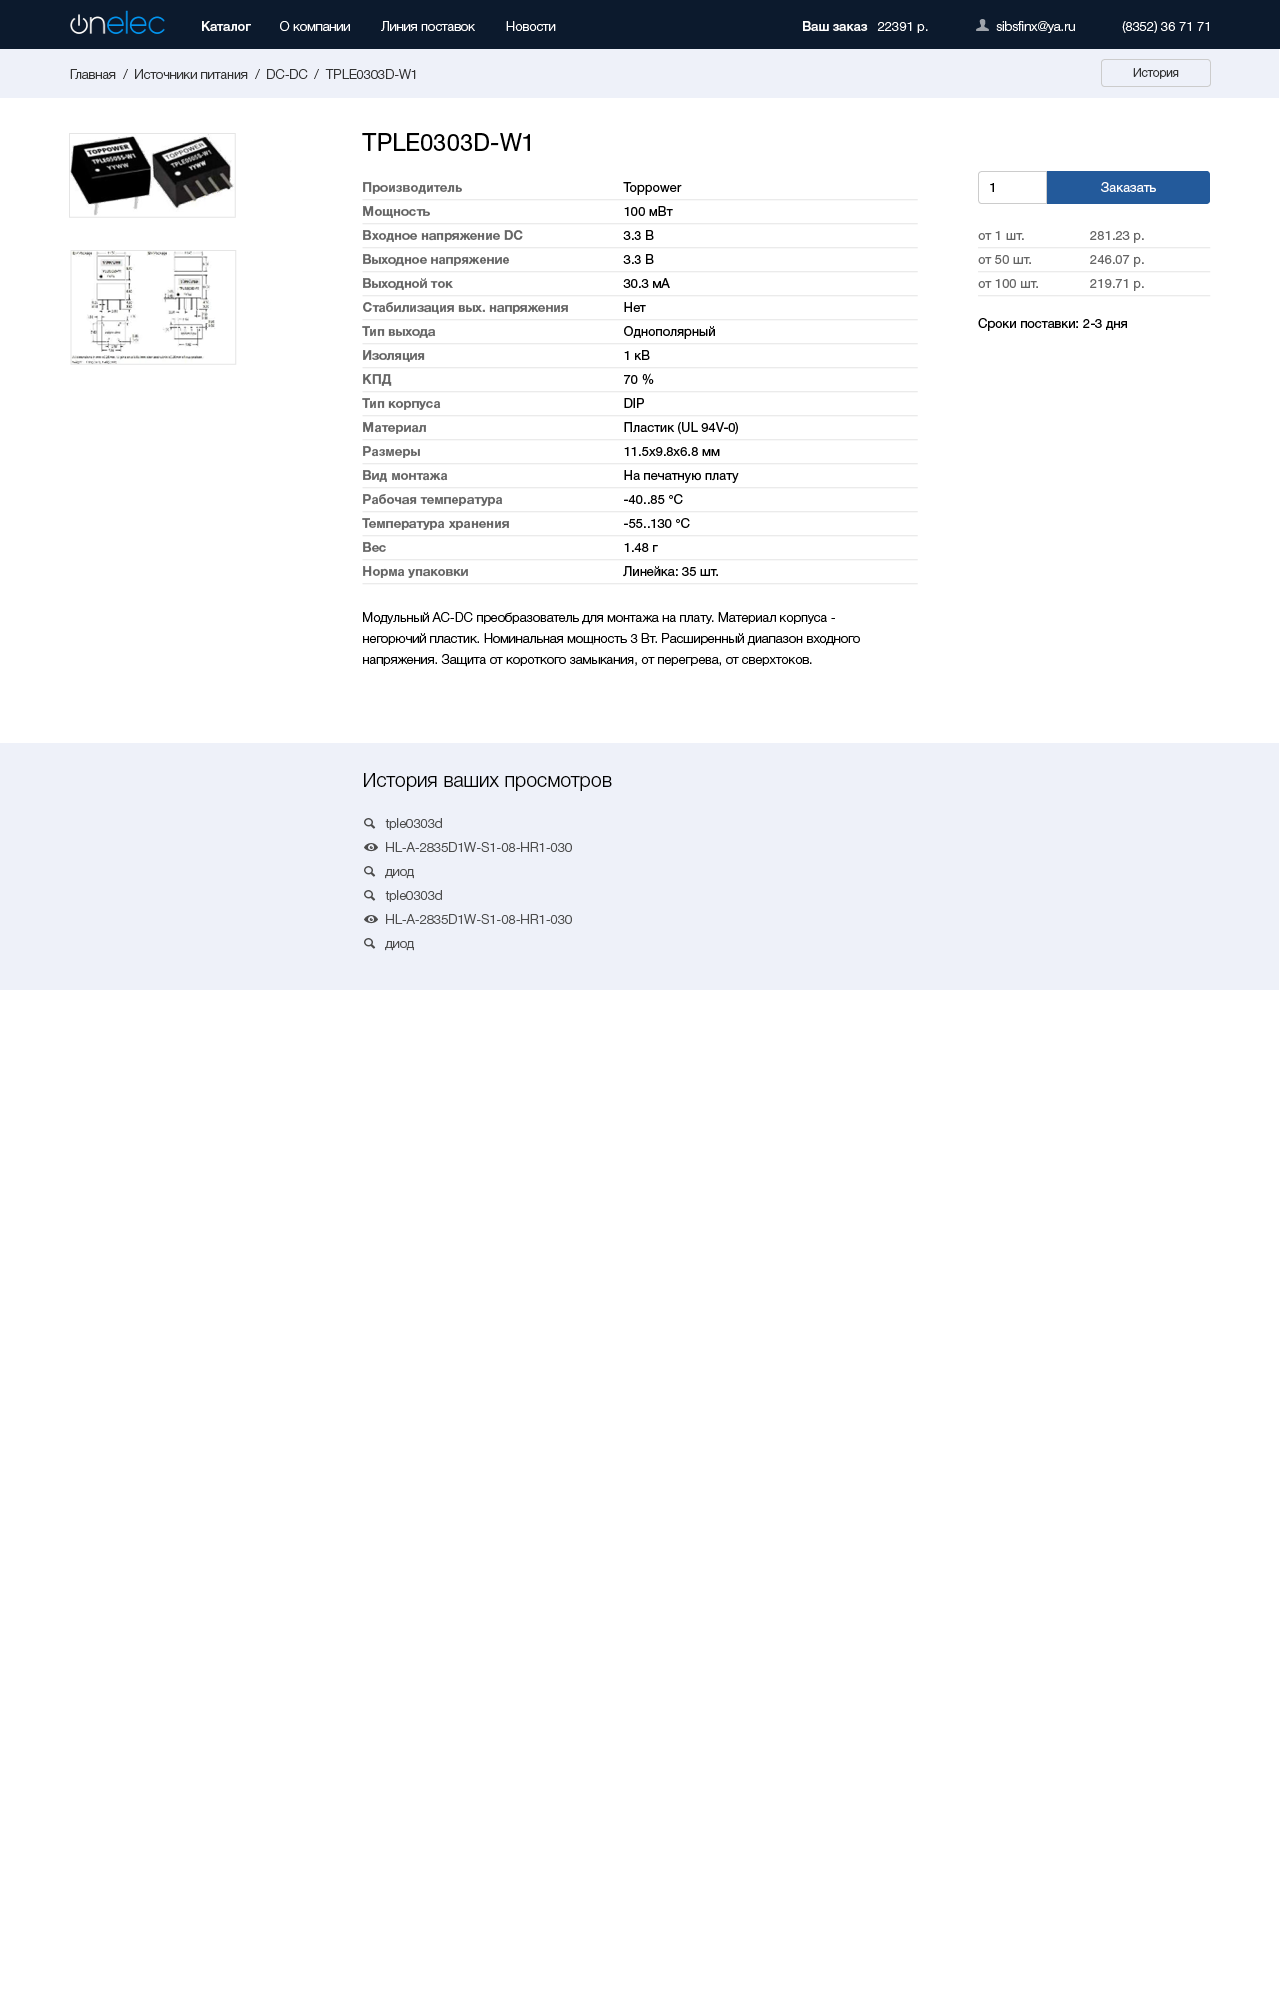 onelec Каталог О компании Линия поставок Новости Ваш заказ 22391 р. sibsfinx@ya.ru (8352) 36 71 71
Главная / Источники питания / DC-DC / TPLE0303D-W1 История
TOPPOWER TPLE0505S-W1 YYWW
TOPPOWER TPLE0505S-W1 YYWW
TPLE0303D-W1
Производитель Toppower
Мощность 100 мВт
Входное напряжение DC 3.3 В
Выходное напряжение 3.3 В
Выходной ток 30.3 мА
Стабилизация вых. напряжения Нет
Тип выхода Однополярный
Изоляция 1 кВ
КПД 70 %
Тип корпуса DIP
Материал Пластик (UL 94V-0)
Размеры 11.5x9.8x6.8 мм
Вид монтажа На печатную плату
Рабочая температура -40..85 °C
Температура хранения -55..130 °C
Вес 1.48 г
Норма упаковки Линейка: 35 шт.
Модульный AC-DC преобразователь для монтажа на плату. Материал корпуса -
негорючий пластик. Номинальная мощность 3 Вт. Расширенный диапазон входного
напряжения. Защита от короткого замыкания, от перегрева, от сверхтоков.
1 Заказать
от 1 шт. 281.23 р.
от 50 шт. 246.07 р.
от 100 шт. 219.71 р.
Сроки поставки: 2-3 дня
История ваших просмотров
tple0303d
HL-A-2835D1W-S1-08-HR1-030
диод
tple0303d
HL-A-2835D1W-S1-08-HR1-030
диод